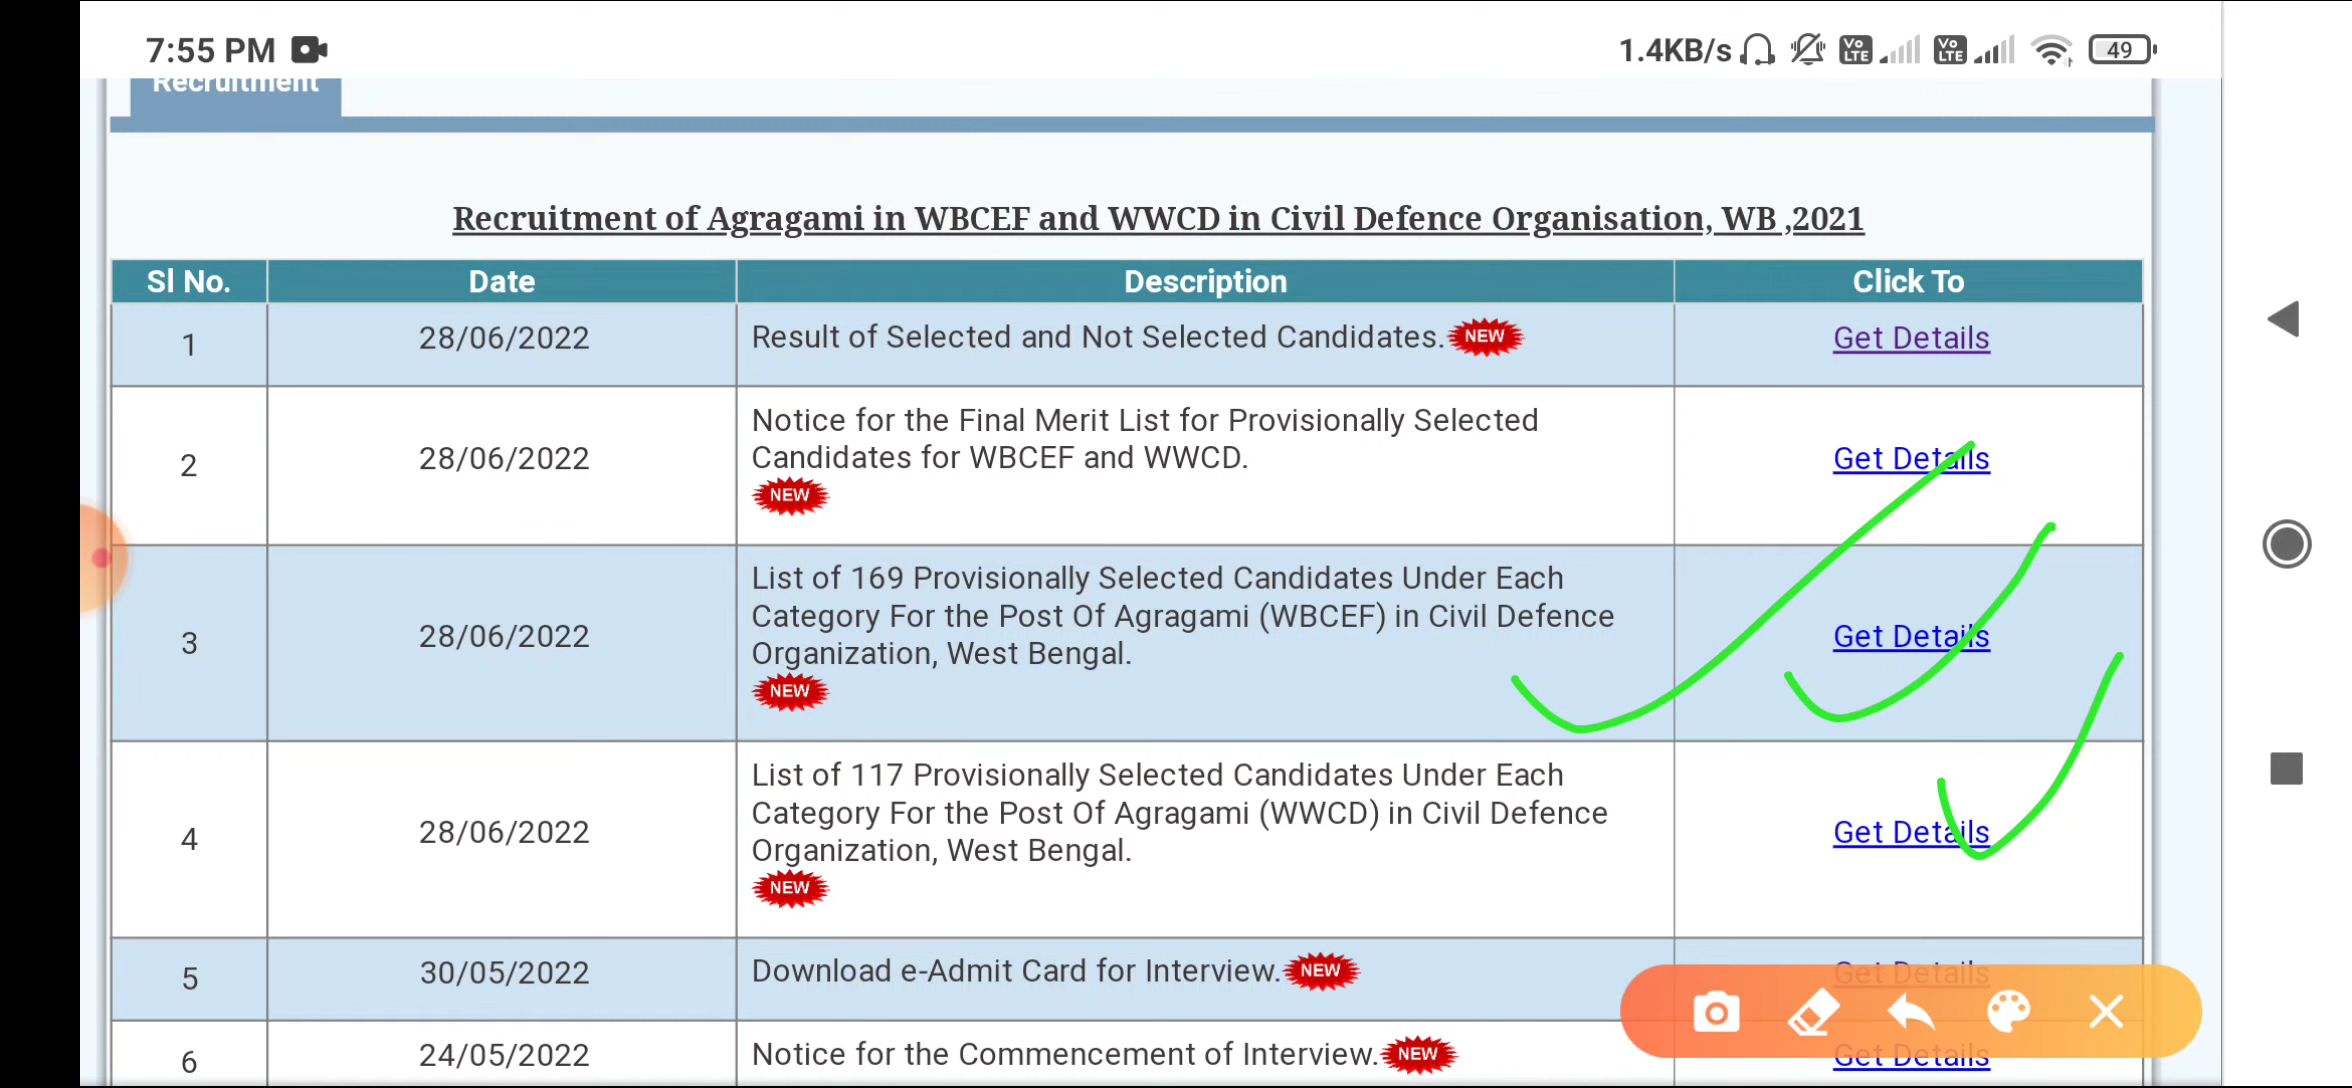 7:55 PM
1.4KB/s Vo LTE Vo LTE 49
Recruitment
Recruitment of Agragami in WBCEF and WWCD in Civil Defence Organisation, WB ,2021
Sl No. Date Description Click To
1 28/06/2022 Result of Selected and Not Selected Candidates. NEW Get Details
Notice for the Final Merit List for Provisionally Selected
2 28/06/2022 Candidates for WBCEF and WWCD. Get Details
NEW
List of 169 Provisionally Selected Candidates Under Each
Category For the Post Of Agragami (WBCEF) in Civil Defence
3 28/06/2022 Organization, West Bengal. Get Details
NEW
List of 117 Provisionally Selected Candidates Under Each
Category For the Post Of Agragami (WWCD) in Civil Defence
4 28/06/2022 Organization, West Bengal. Get Details
NEW
5 30/05/2022 Download e-Admit Card for Interview. NEW Get Details
6 24/05/2022 Notice for the Commencement of Interview. NEW Get Details